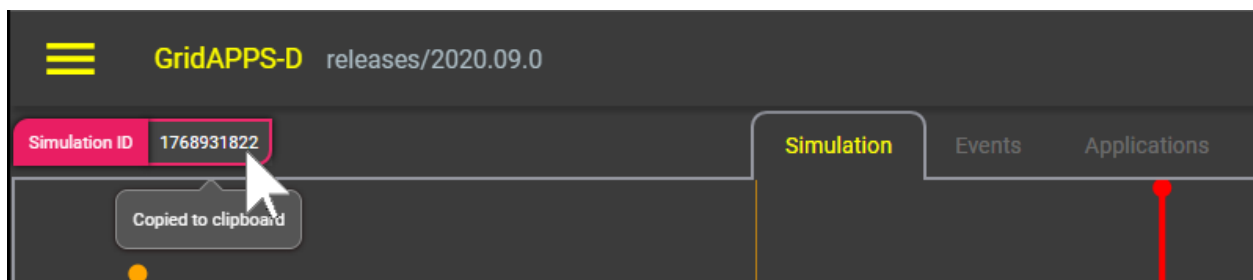 GridAPPS-D releases/2020.09.0
Simulation ID 1768931822
Simulation Events Applications
Copied to clipboard